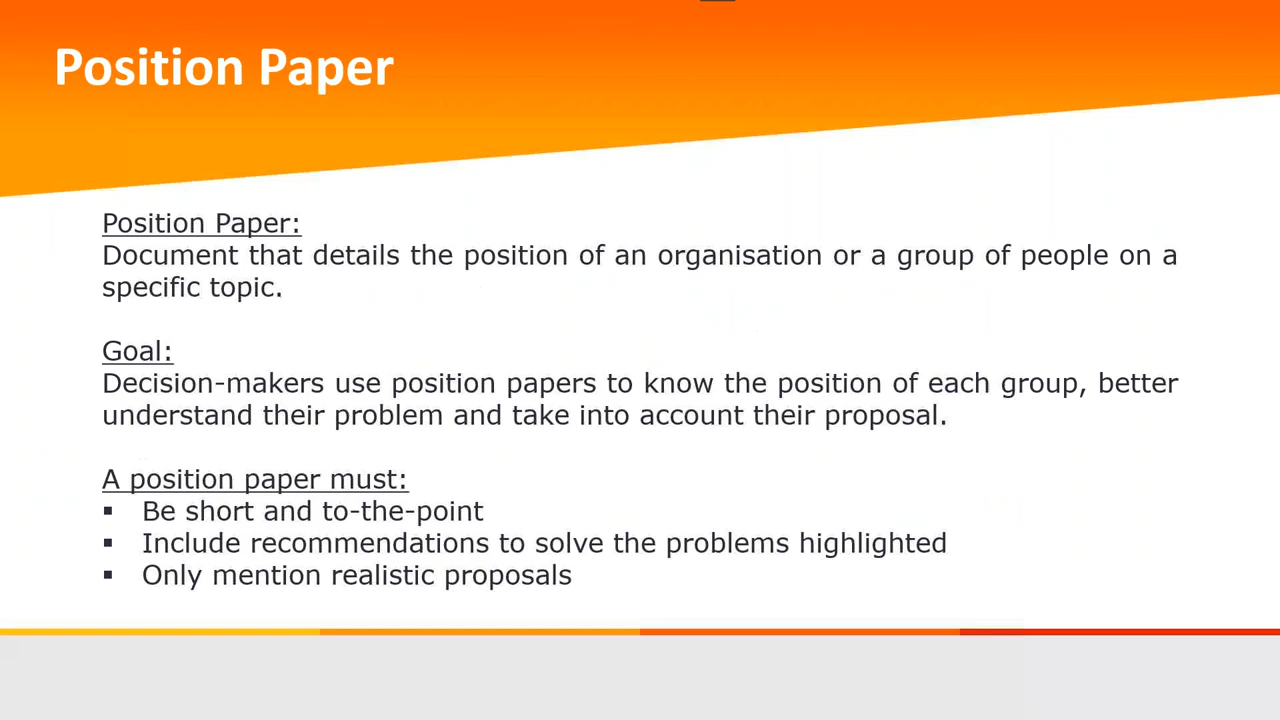 Position Paper
Position Paper:
Document that details the position of an organisation or a group of people on a
specific topic.
Goal:
Decision-makers use position papers to know the position of each group, better
understand their problem and take into account their proposal.
A position paper must:
▪ Be short and to-the-point
▪ Include recommendations to solve the problems highlighted
▪ Only mention realistic proposals